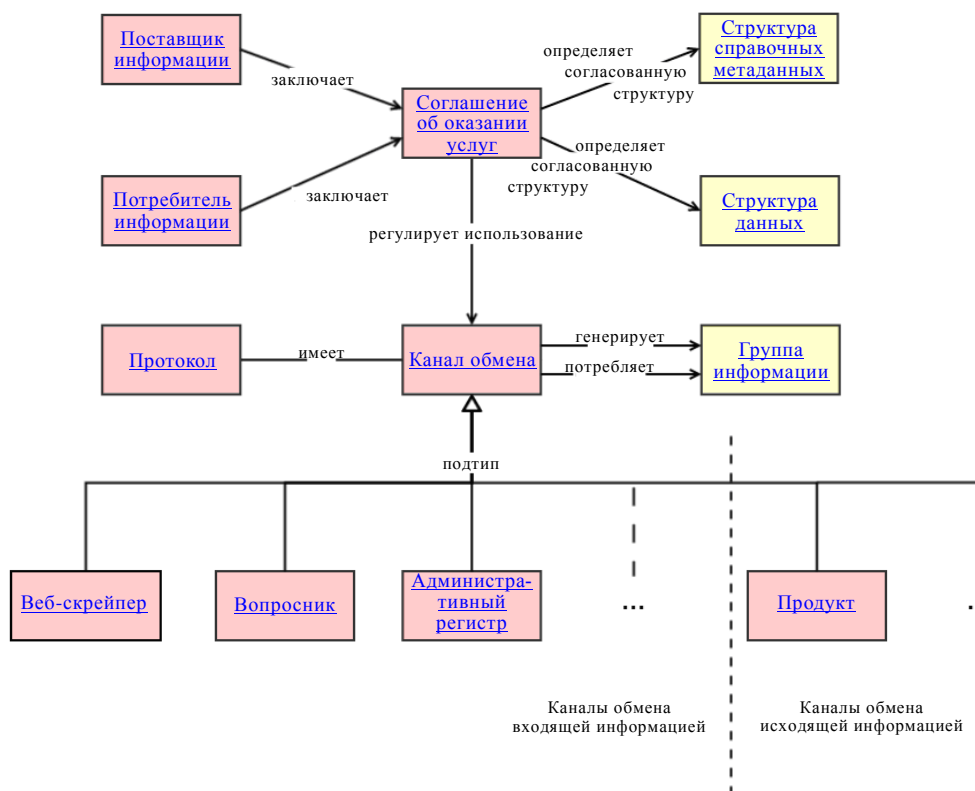 Поставщик
информации
заключает
Соглашение
об оказании
услуг
определяет
согласованную
структуру
Структура
справочных
метаданных
Потребитель
информации
заключает
определяет
согласованную
структуру
Структура
данных
регулирует использование
Протокол
имеет
Канал обмена
генерирует
потребляет
Группа
информации
подтип
Веб-скрейпер
Вопросник
Администра-
тивный
регистр
...
Продукт
.
Каналы обмена
входящей информацией
Каналы обмена
исходящей информацией